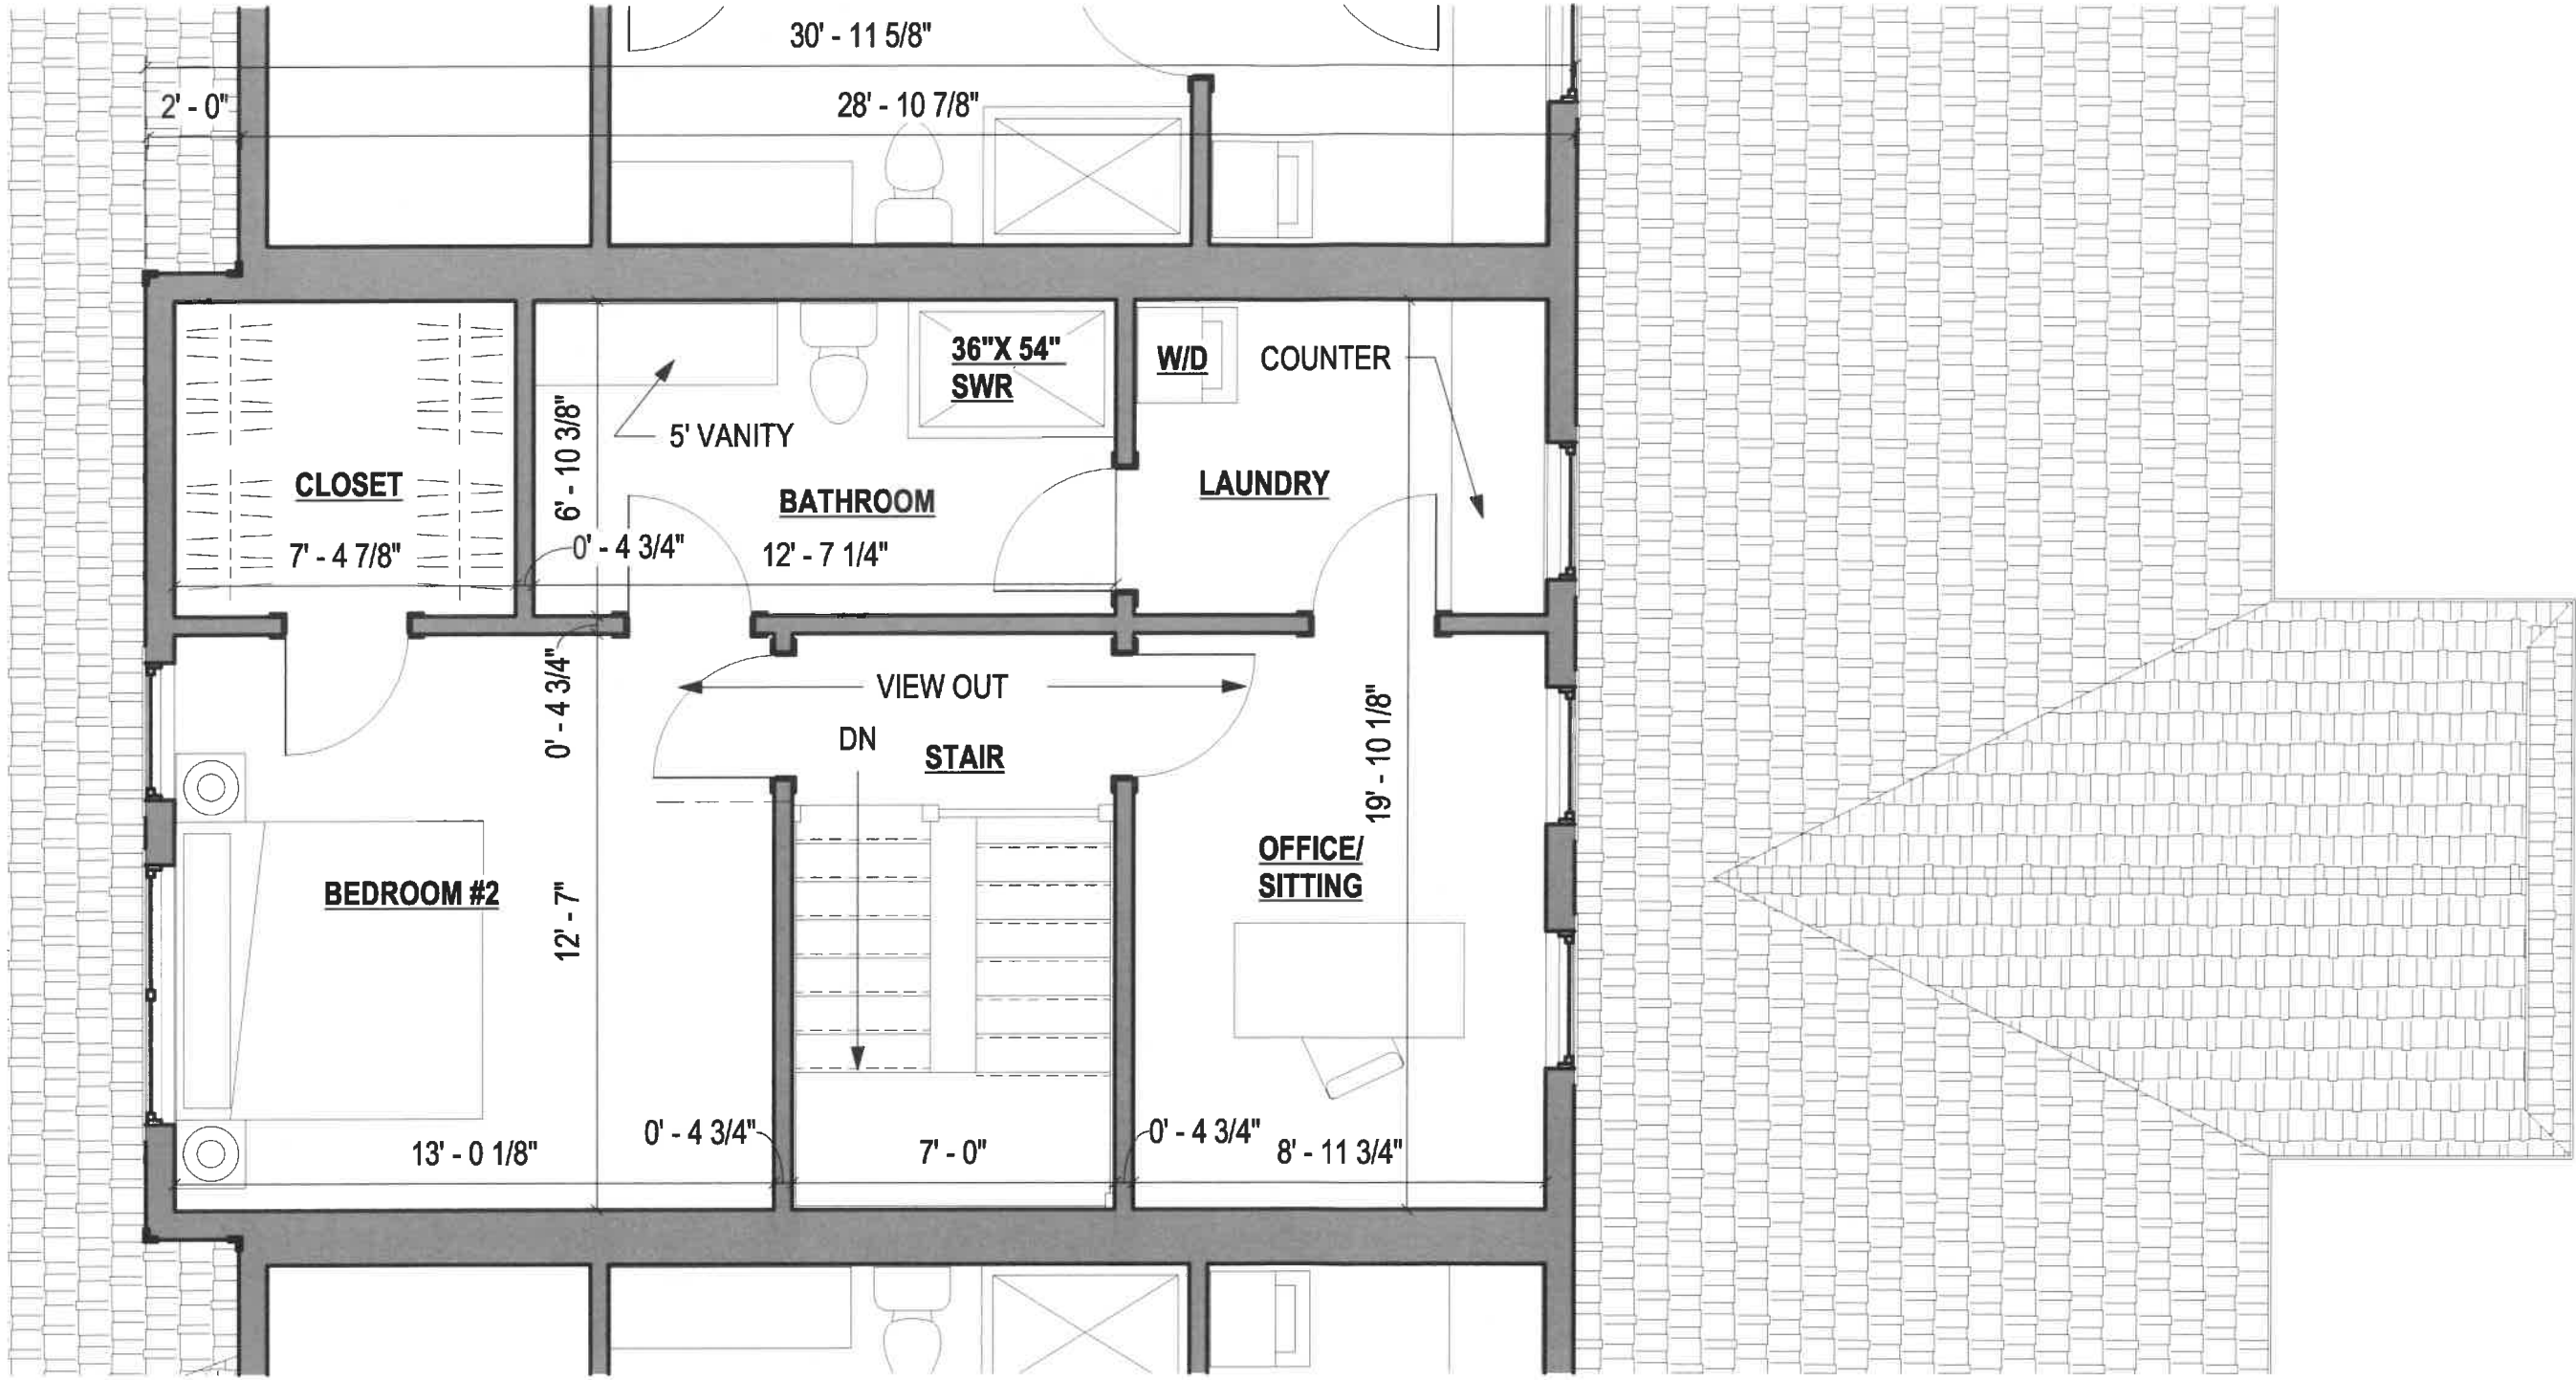 30' - 11 5/8"
2' - 0"
28' - 10 7/8"
36"X 54"
SWR
W/D
COUNTER
5' VANITY
6' - 10 3/8"
CLOSET
BATHROOM
LAUNDRY
7' - 4 7/8"
0' - 4 3/4"
12' - 7 1/4"
0' - 4 3/4"
VIEW OUT
DN
STAIR
19' - 10 1/8"
OFFICE/
SITTING
BEDROOM #2
12' - 7"
13' - 0 1/8"
0' - 4 3/4"
7' - 0"
0' - 4 3/4"
8' - 11 3/4"